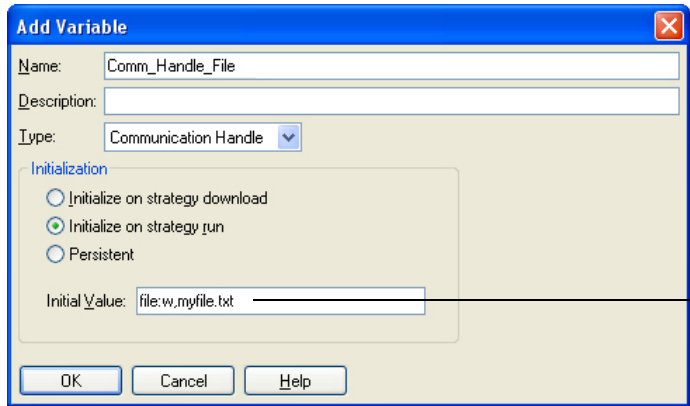 Add Variable
Name: Comm_Handle_File
Description:
Type: Communication Handle
Initialization
Initialize on strategy download
Initialize on strategy run
Persistent
Initial Value: file:w,myfile.txt
OK Cancel Help